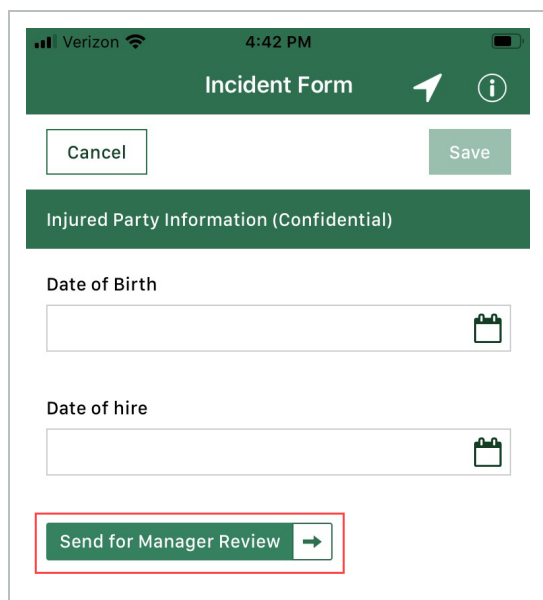 Verizon 4:42 PM
Incident Form
Cancel Save
Injured Party Information (Confidential)
Date of Birth
Date of hire
Send for Manager Review